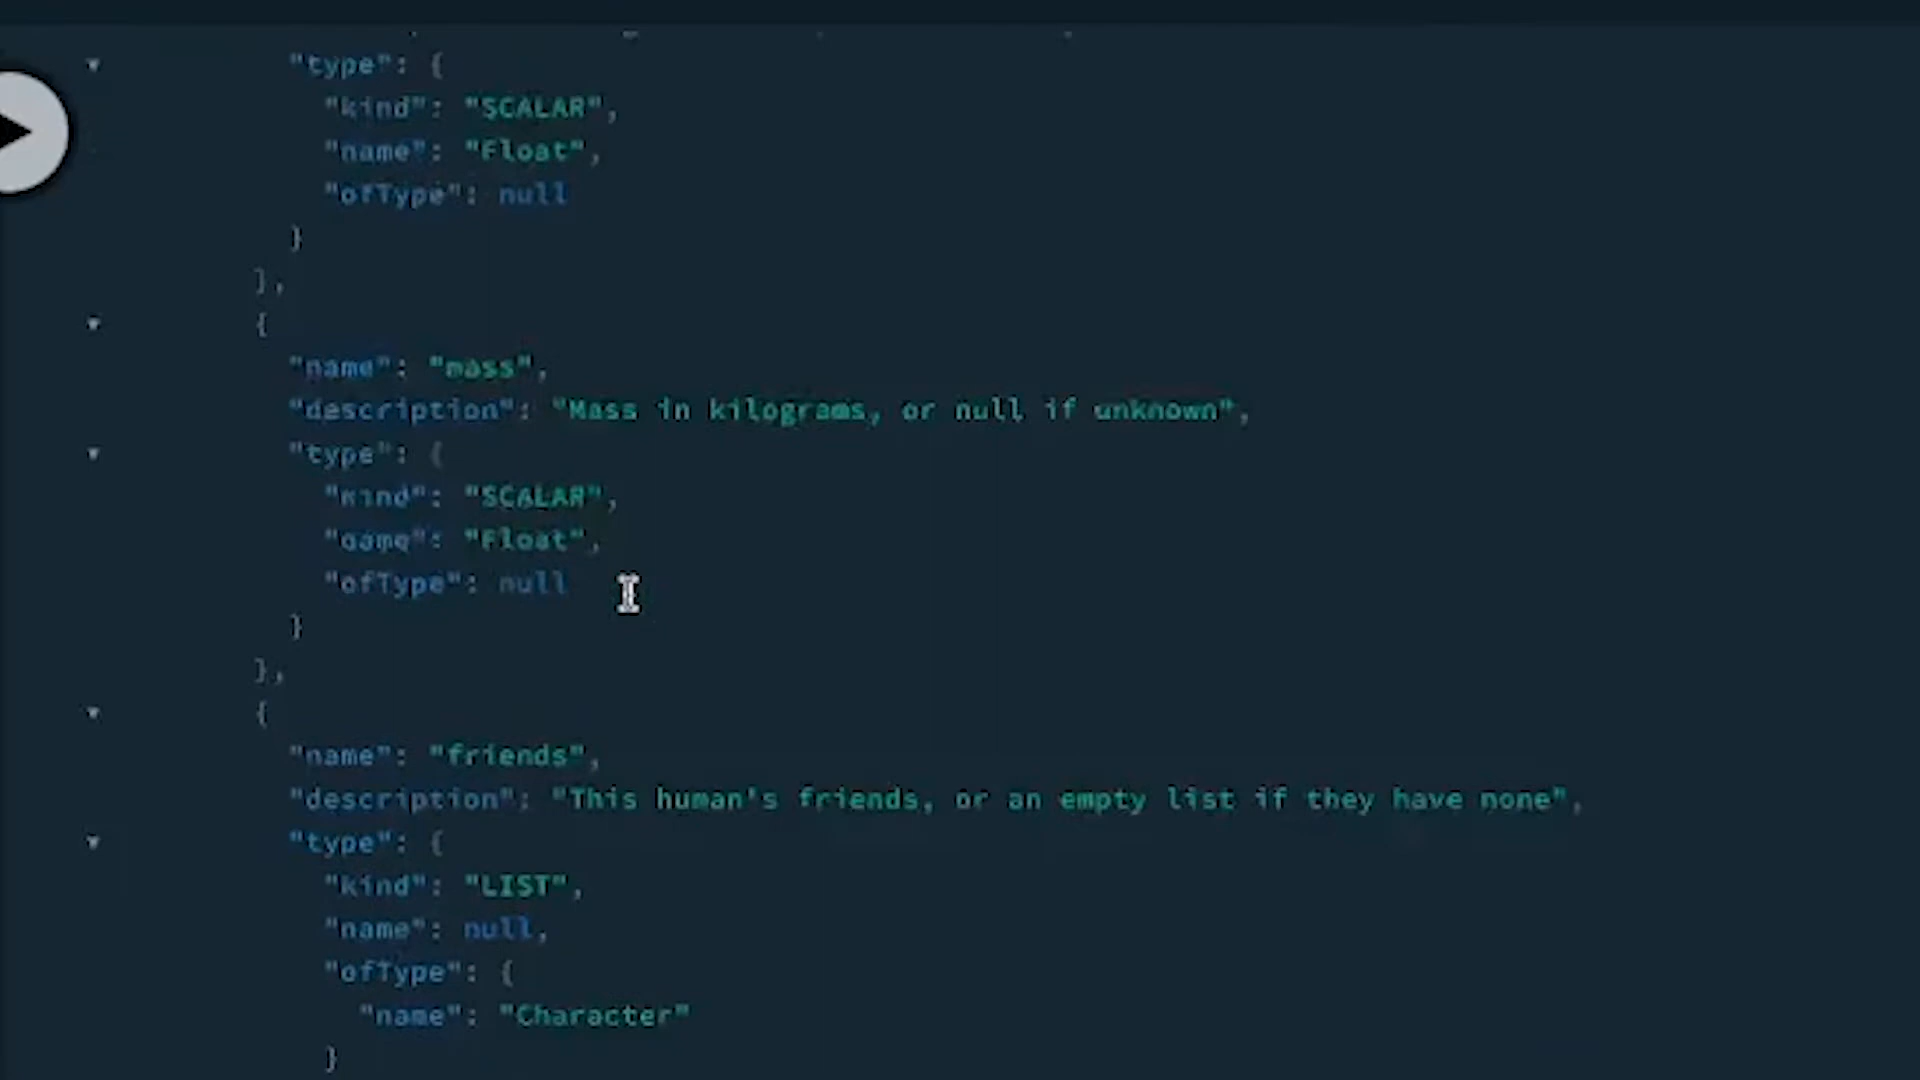 "type": {
"kind": "SCALAR",
"name": "Float",
"ofType": null
}
},
{
"name": "mass",
"description": "Mass in kilograms, or null if unknown",
"type": {
"kind": "SCALAR",
"name": "Float",
"ofType": null
}
},
{
"name": "friends",
"description": "This human's friends, or an empty list if they have none",
"type": {
"kind": "LIST",
"name": null,
"ofType": {
"name": "Character"
}